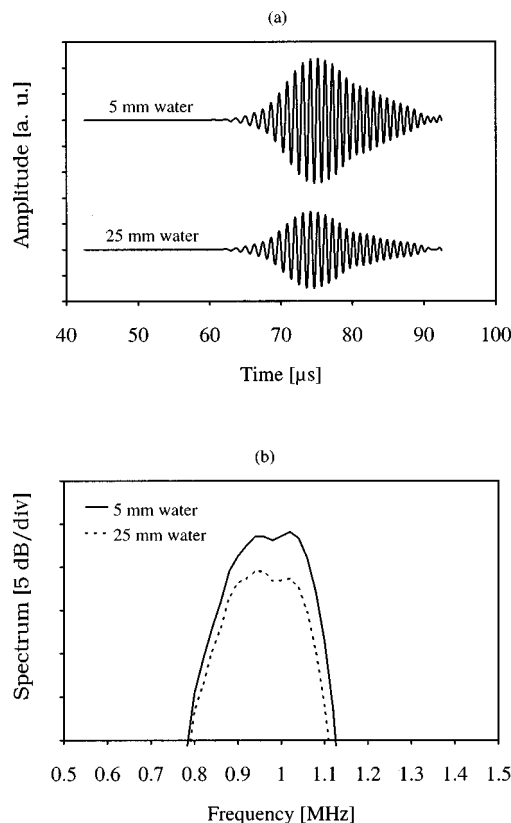 (a)
Amplitude [a. u.]
5 mm water
25 mm water
40 50 60 70 80 90 100
Time [µs]
(b)
Spectrum [5 dB/div]
5 mm water
25 mm water
0.5 0.6 0.7 0.8 0.9 1 1.1 1.2 1.3 1.4 1.5
Frequency [MHz]